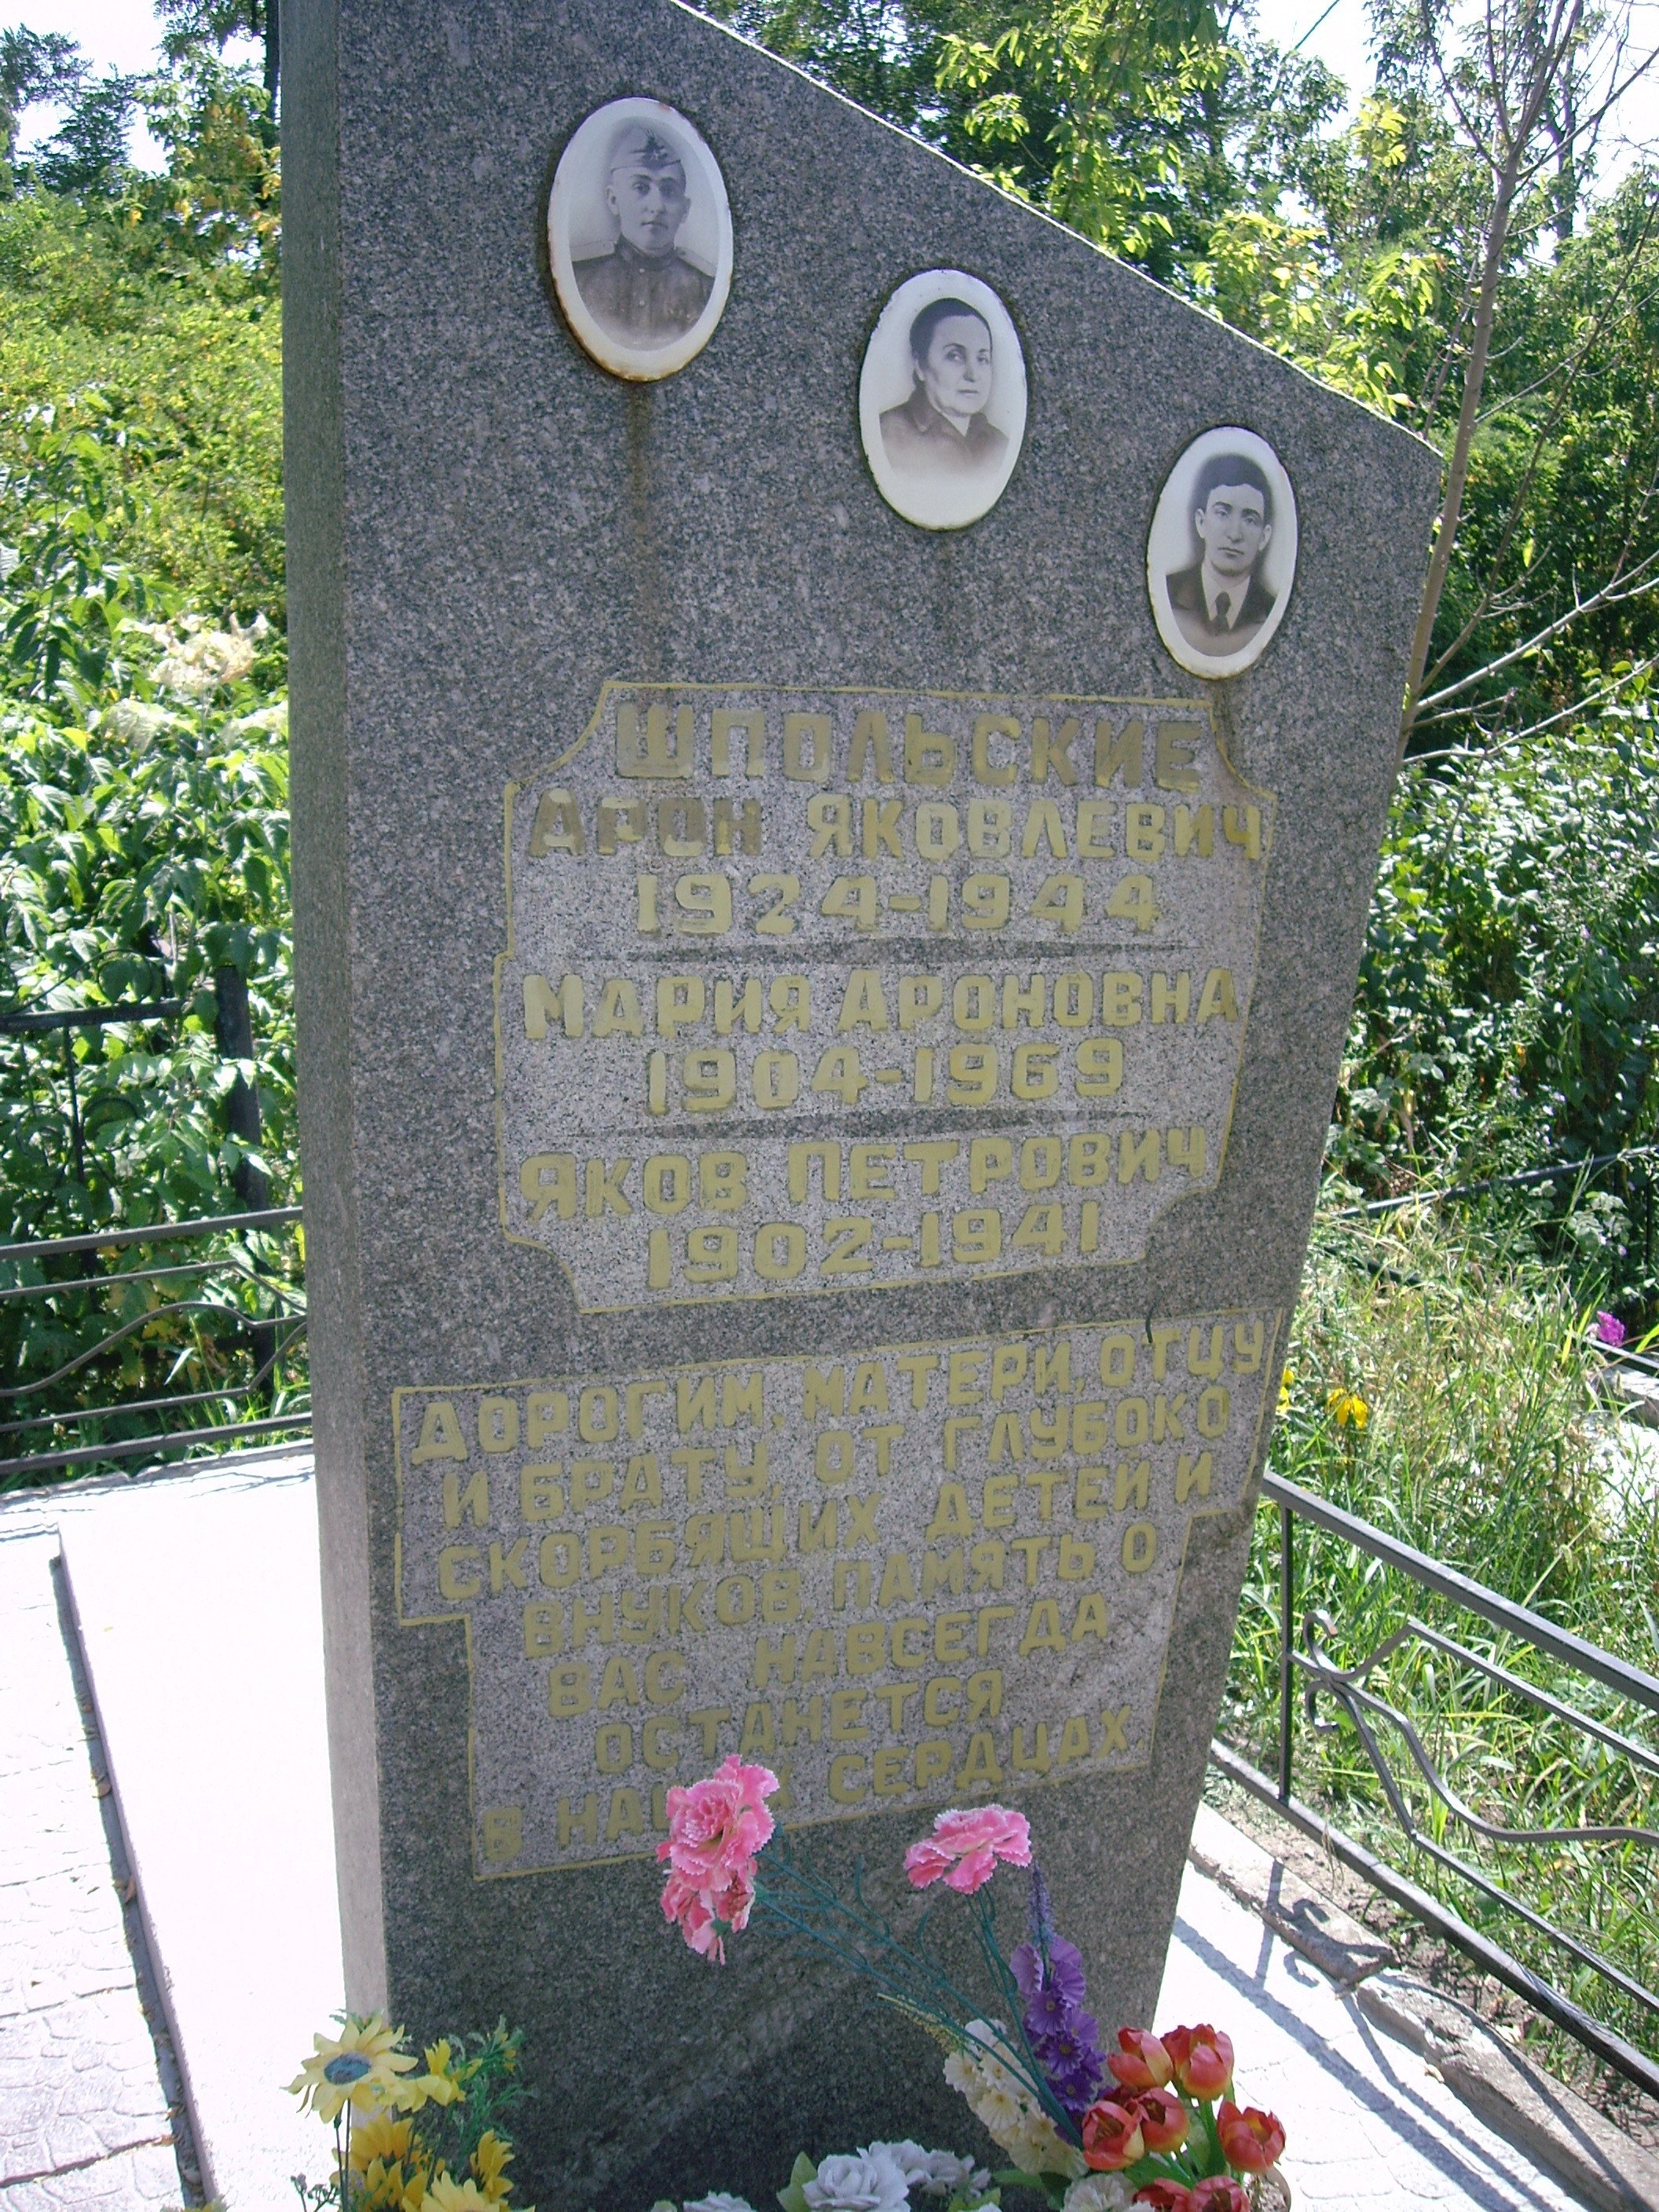 ШПОЛЬСКИЕ
АРОН ЯКОВЛЕВИЧ
1924-1944
МАРИЯ АРОНОВНА
1904-1969
ЯКОВ ПЕТРОВИЧ
1902-1941
ДОРОГИМ, МАТЕРИ, ОТЦУ
И БРАТУ, ОТ ГЛУБОКО
СКОРБЯЩИХ ДЕТЕЙ И
ВНУКОВ, ПАМЯТЬ О
ВАС НАВСЕГДА
ОСТАНЕТСЯ
В НАШИХ СЕРДЦАХ.